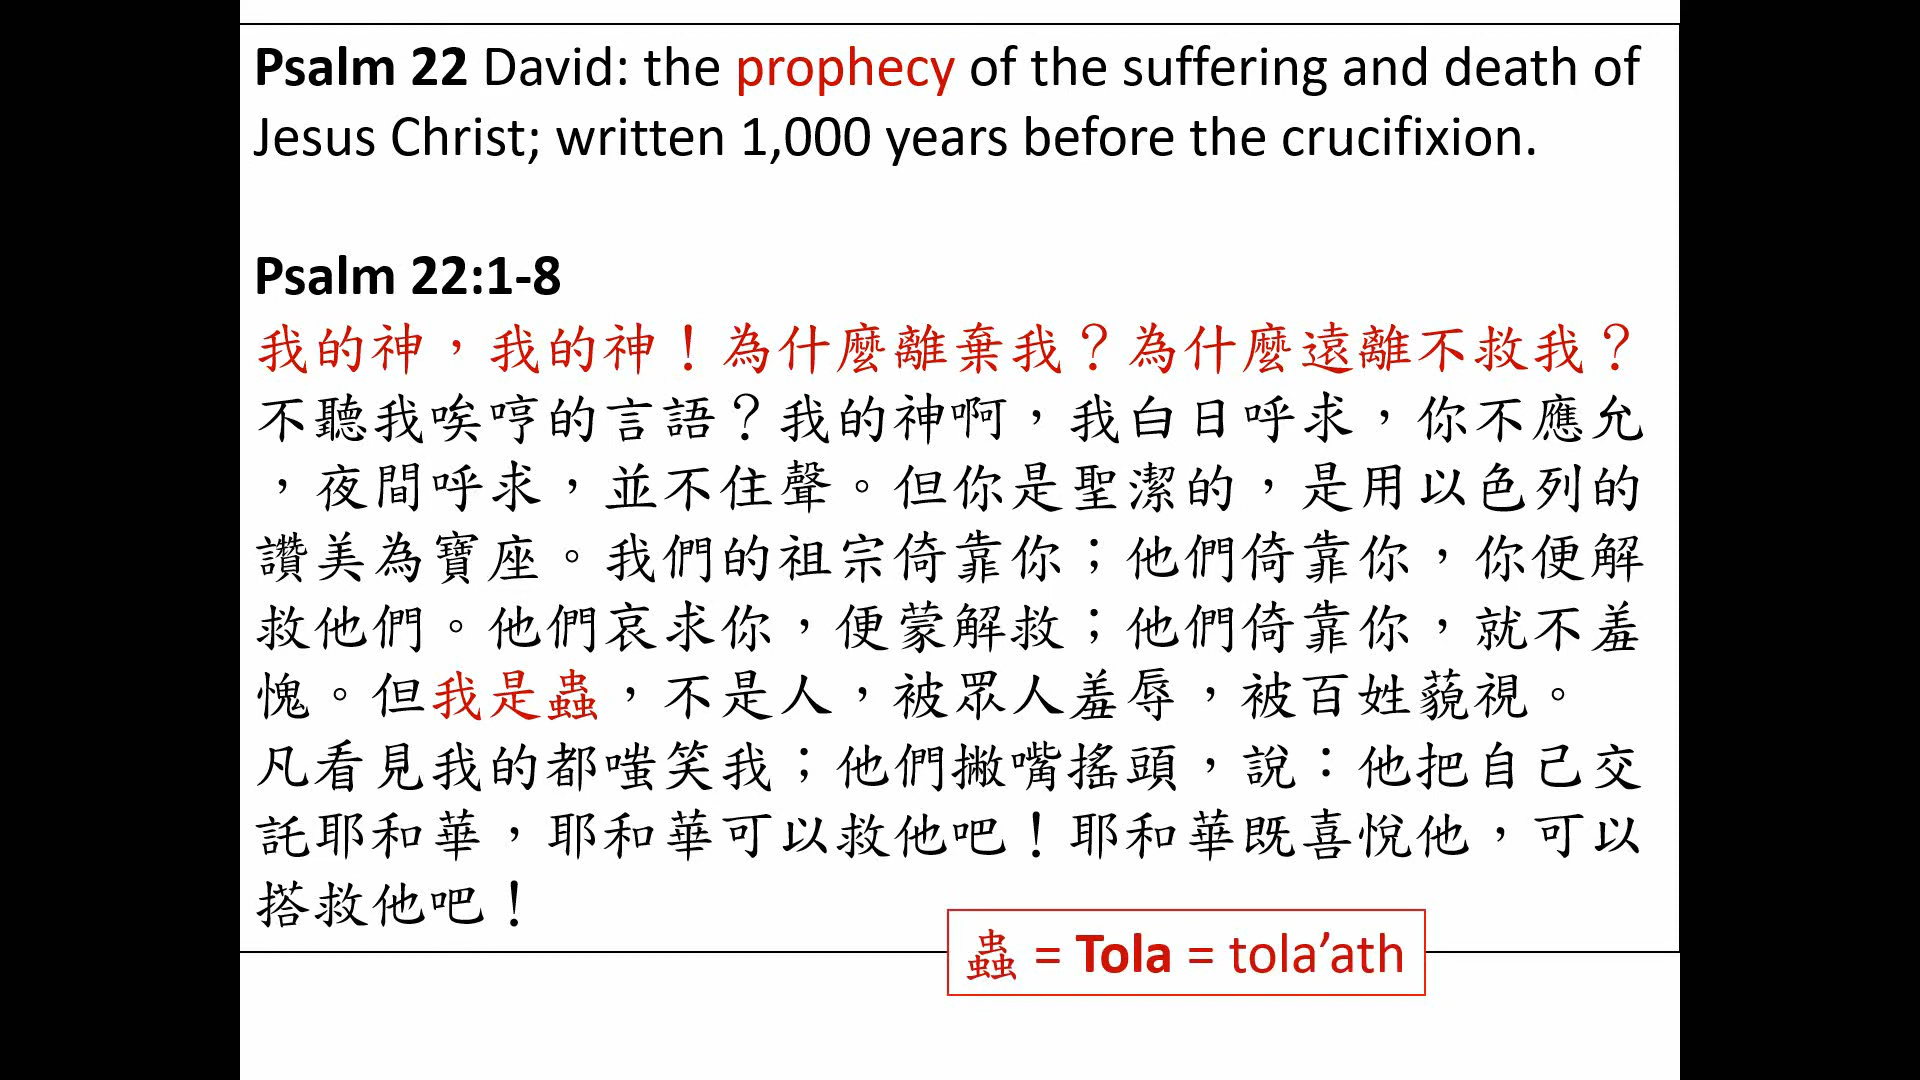 Psalm 22 David: the prophecy of the suffering and death of
Jesus Christ; written 1,000 years before the crucifixion.
Psalm 22:1-8
我的神，我的神！為什麼離棄我？為什麼遠離不救我？
不聽我唉哼的言語？我的神啊，我白日呼求，你不應允
，夜間呼求，並不住聲。但你是聖潔的，是用以色列的
讚美為寶座。我們的祖宗倚靠你；他們倚靠你，你便解
救他們。他們哀求你，便蒙解救；他們倚靠你，就不羞
愧。但我是蟲，不是人，被眾人羞辱，被百姓藐視。
凡看見我的都嗤笑我；他們撇嘴搖頭，說：他把自己交
託耶和華，耶和華可以救他吧！耶和華既喜悅他，可以
搭救他吧！
蟲 = Tola = tola’ath